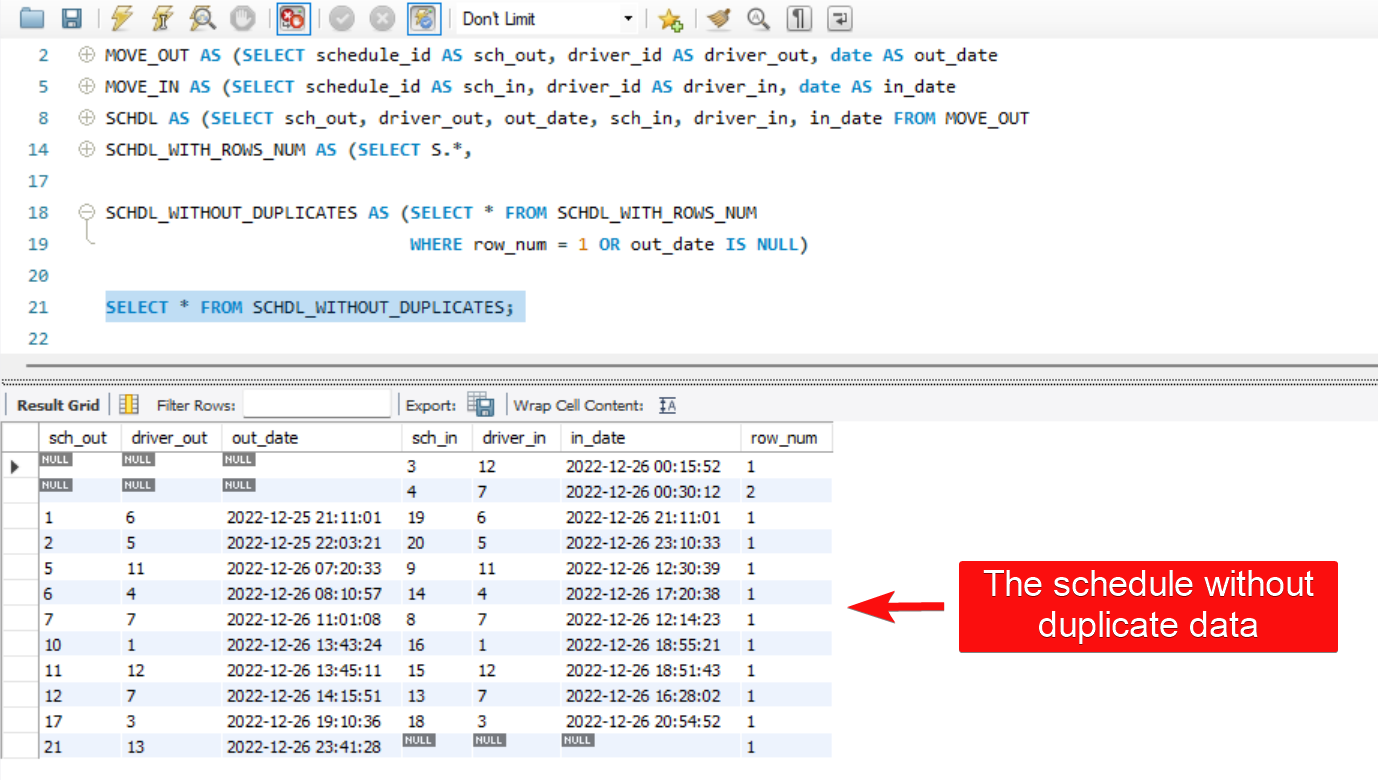 Don't Limit
2 MOVE_OUT AS (SELECT schedule_id AS sch_out, driver_id AS driver_out, date AS out_date
5 MOVE_IN AS (SELECT schedule_id AS sch_in, driver_id AS driver_in, date AS in_date
8 SCHDL AS (SELECT sch_out, driver_out, out_date, sch_in, driver_in, in_date FROM MOVE_OUT
14 SCHDL_WITH_ROWS_NUM AS (SELECT S.*,
17
18 SCHDL_WITHOUT_DUPLICATES AS (SELECT * FROM SCHDL_WITH_ROWS_NUM
19 WHERE row_num = 1 OR out_date IS NULL)
20
21 SELECT * FROM SCHDL_WITHOUT_DUPLICATES;
22
Result Grid Filter Rows: Export: Wrap Cell Content: IA
sch_out driver_out out_date sch_in driver_in in_date row_num
NULL NULL NULL 3 12 2022-12-26 00:15:52 1
NULL NULL NULL 4 7 2022-12-26 00:30:12 2
1 6 2022-12-25 21:11:01 19 6 2022-12-26 21:11:01 1
2 5 2022-12-25 22:03:21 20 5 2022-12-26 23:10:33 1
5 11 2022-12-26 07:20:33 9 11 2022-12-26 12:30:39 1
6 4 2022-12-26 08:10:57 14 4 2022-12-26 17:20:38 1
7 7 2022-12-26 11:01:08 8 7 2022-12-26 12:14:23 1
10 1 2022-12-26 13:43:24 16 1 2022-12-26 18:55:21 1
11 12 2022-12-26 13:45:11 15 12 2022-12-26 18:51:43 1
12 7 2022-12-26 14:15:51 13 7 2022-12-26 16:28:02 1
17 3 2022-12-26 19:10:36 18 3 2022-12-26 20:54:52 1
21 13 2022-12-26 23:41:28 NULL NULL NULL 1
The schedule without
duplicate data